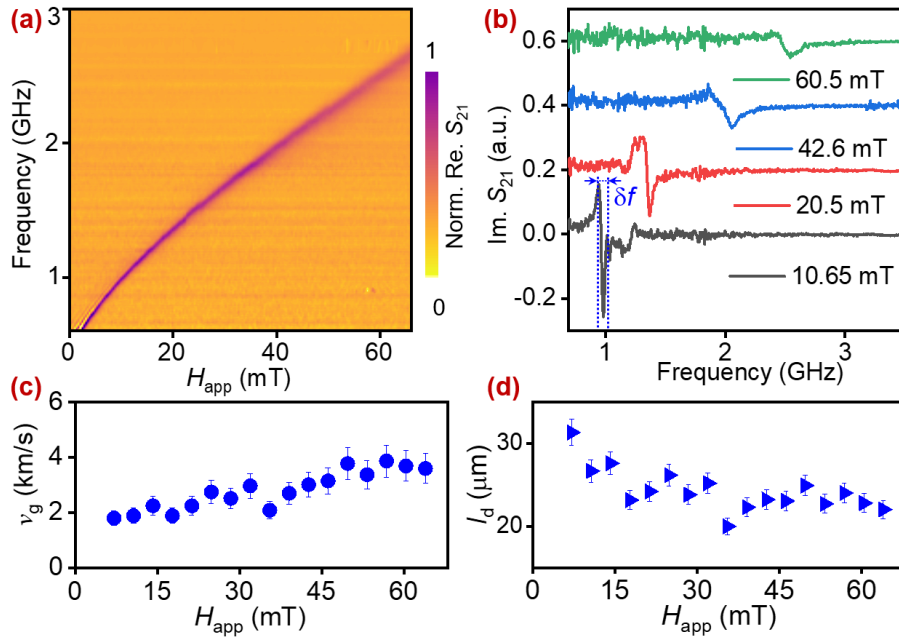 (a)
3
2
1
Frequency (GHz)
0 20 40 60
H_app (mT)
1
Norm. Re. S_21
0
(b)
0.6
0.4
0.2
0.0
-0.2
Im. S_21 (a.u.)
60.5 mT
42.6 mT
20.5 mT
δf
10.65 mT
1 2 3
Frequency (GHz)
(c)
6
4
2
0
v_g (km/s)
0 15 30 45 60
H_app (mT)
(d)
30
20
l_d (μm)
0 15 30 45 60
H_app (mT)